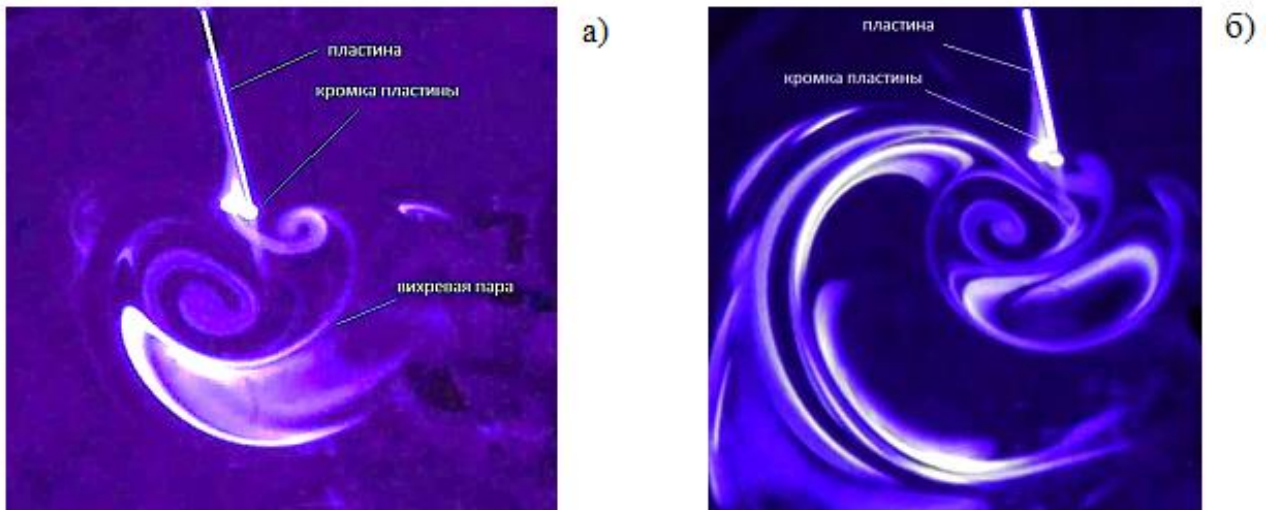 а)
пластина
кромка пластины
вихревая пара
б)
пластина
кромка пластины